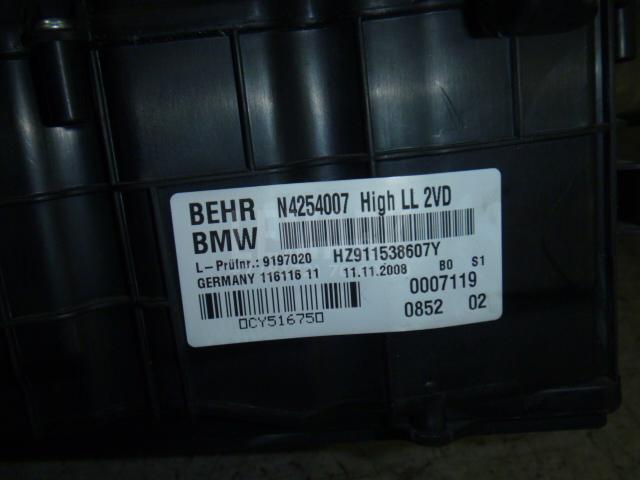 BEHR N4254007 High LL 2VD
BMW
HZ911538607Y
L-Prüfnr.: 9197020
B0 S1
GERMANY 116116 11 11.11.2008
0007119
0852 02
0CY516750